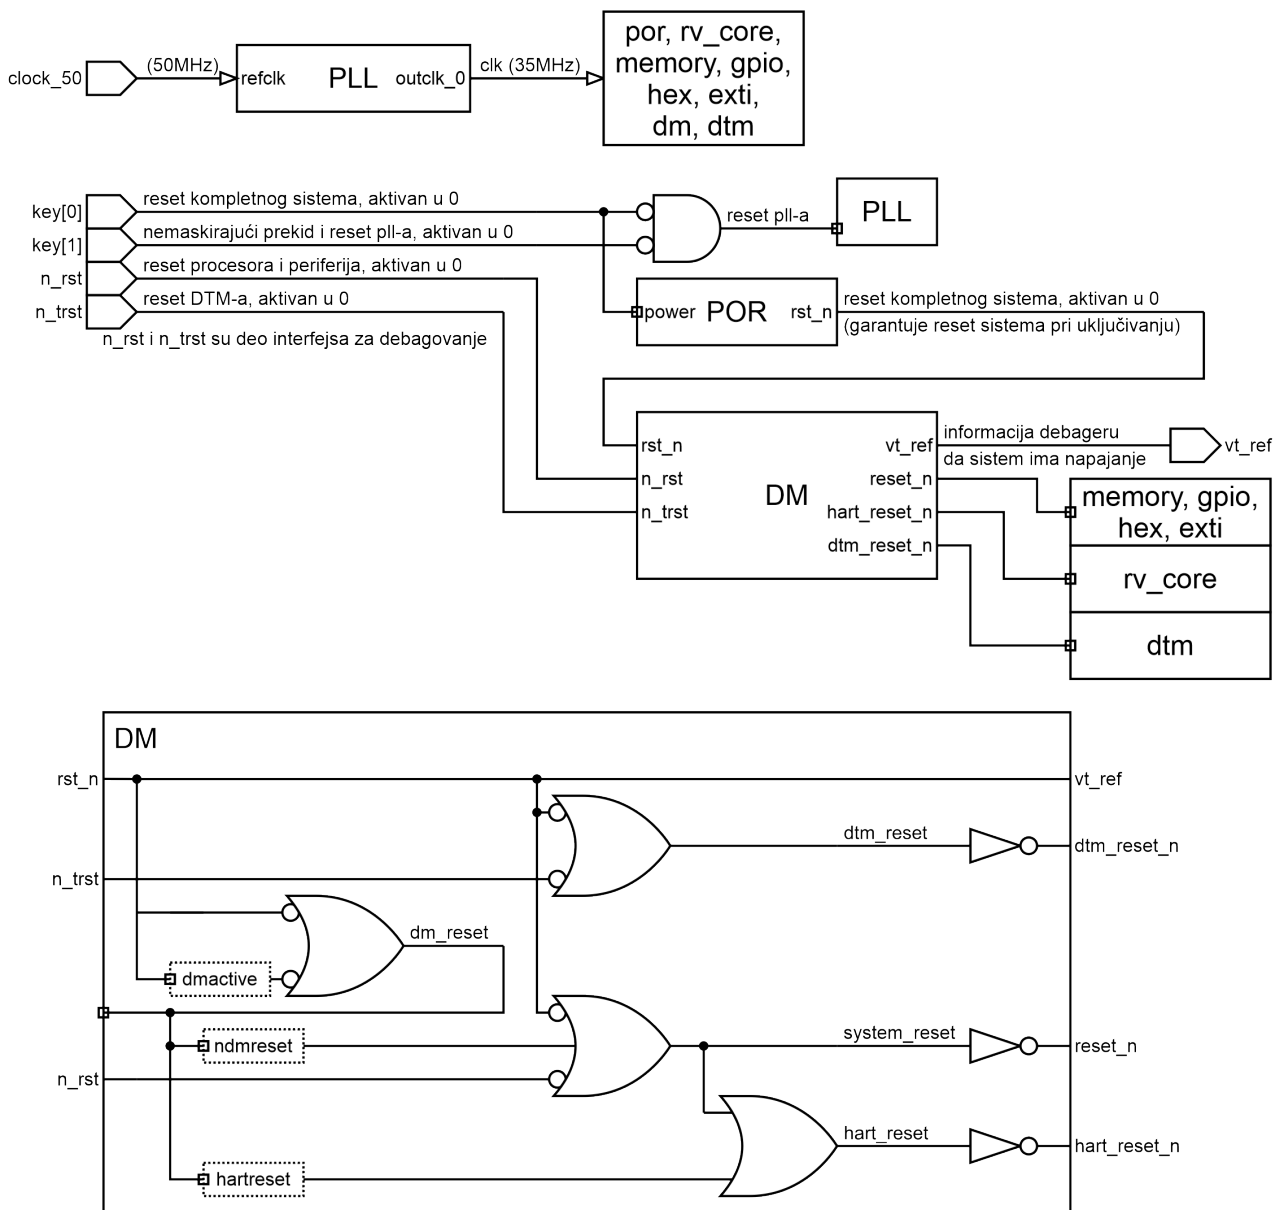 clock_50
(50MHz)
refclk
PLL
outclk_0
clk (35MHz)
por, rv_core,
memory, gpio,
hex, exti,
dm, dtm
key[0]
reset kompletnog sistema, aktivan u 0
key[1]
nemaskirajući prekid i reset pll-a, aktivan u 0
n_rst
reset procesora i periferija, aktivan u 0
n_trst
reset DTM-a, aktivan u 0
n_rst i n_trst su deo interfejsa za debagovanje
reset pll-a
PLL
power
POR
rst_n
reset kompletnog sistema, aktivan u 0
(garantuje reset sistema pri uključivanju)
rst_n
n_rst
n_trst
DM
vt_ref
reset_n
hart_reset_n
dtm_reset_n
informacija debageru
da sistem ima napajanje
vt_ref
memory, gpio,
hex, exti
rv_core
dtm
DM
rst_n
vt_ref
dtm_reset
dtm_reset_n
n_trst
dm_reset
dmactive
ndmreset
system_reset
reset_n
n_rst
hart_reset
hart_reset_n
hartreset